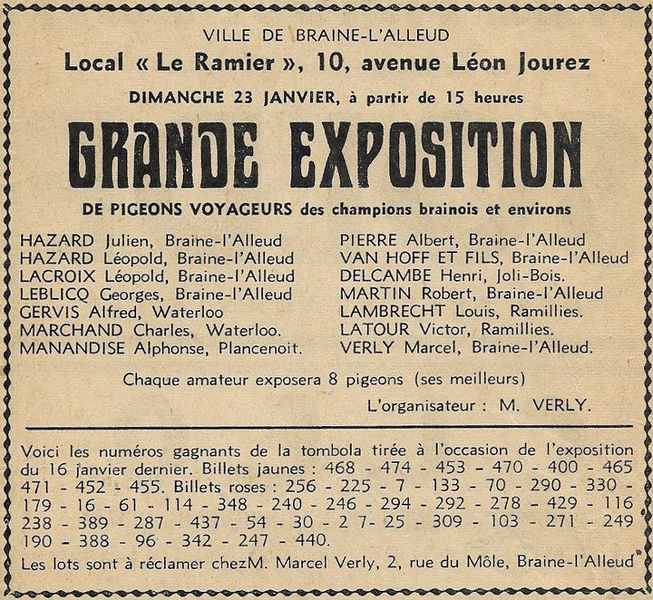 VILLE DE BRAINE-L'ALLEUD
Local « Le Ramier », 10, avenue Léon Jourez
DIMANCHE 23 JANVIER, à partir de 15 heures
GRANDE EXPOSITION
DE PIGEONS VOYAGEURS des champions brainois et environs
HAZARD Julien, Braine-l'Alleud
HAZARD Léopold, Braine-l'Alleud
LACROIX Léopold, Braine-l'Alleud
LEBLICQ Georges, Braine-l'Alleud
GERVIS Alfred, Waterloo
MARCHAND Charles, Waterloo.
MANANDISE Alphonse, Plancenoit.
PIERRE Albert, Braine-l'Alleud
VAN HOFF ET FILS, Braine-l'Alleud
DELCAMBE Henri, Joli-Bois.
MARTIN Robert, Braine-l'Alleud
LAMBRECHT Louis, Ramillies.
LATOUR Victor, Ramillies.
VERLY Marcel, Braine-l'Alleud.
Chaque amateur exposera 8 pigeons (ses meilleurs)
L'organisateur : M. VERLY.
Voici les numéros gagnants de la tombola tirée à l'occasion de l'exposition
du 16 janvier dernier. Billets jaunes : 468 - 474 - 453 - 470 - 400 - 465
471 - 452 - 455. Billets roses : 256 - 225 - 7 - 133 - 70 - 290 - 330 -
179 - 16 - 61 - 114 - 348 - 240 - 246 - 294 - 292 - 278 - 429 - 116
238 - 389 - 287 - 437 - 54 - 30 - 2 7- 25 - 309 - 103 - 271 - 249
190 - 388 - 96 - 342 - 247 - 440.
Les lots sont à réclamer chezM. Marcel Verly, 2, rue du Môle, Braine-l'Alleud